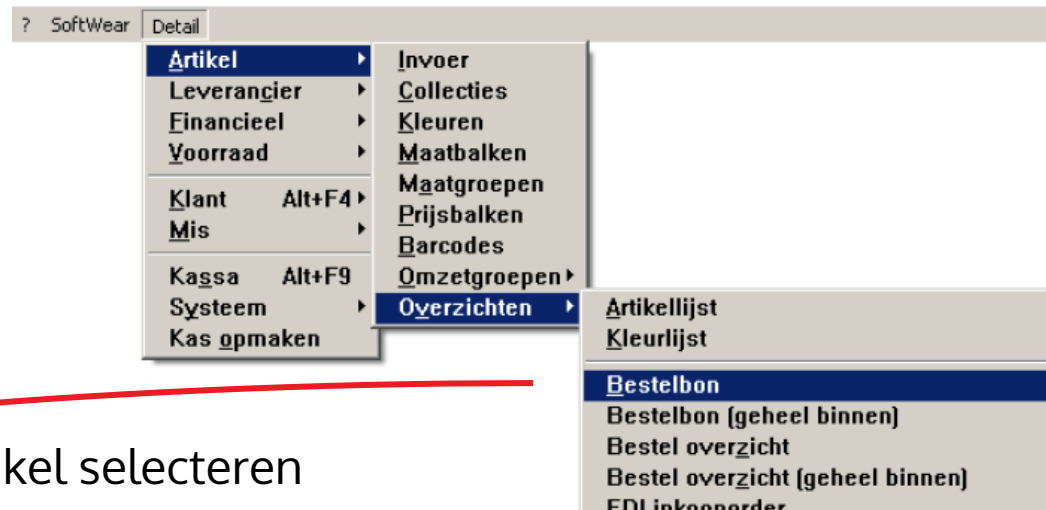 ? SoftWear Detail
Artikel
Leverancier
Financieel
Voorraad
Klant Alt+F4
Mis
Kassa Alt+F9
Systeem
Kas opmaken
Invoer
Collecties
Kleuren
Maatbalken
Maatgroepen
Prijsbalken
Barcodes
Omzetgroepen
Overzichten
Artikellijst
Kleurlijst
Bestelbon
Bestelbon (geheel binnen)
Bestel overzicht
Bestel overzicht (geheel binnen)
EDI inkooporder
kel selecteren